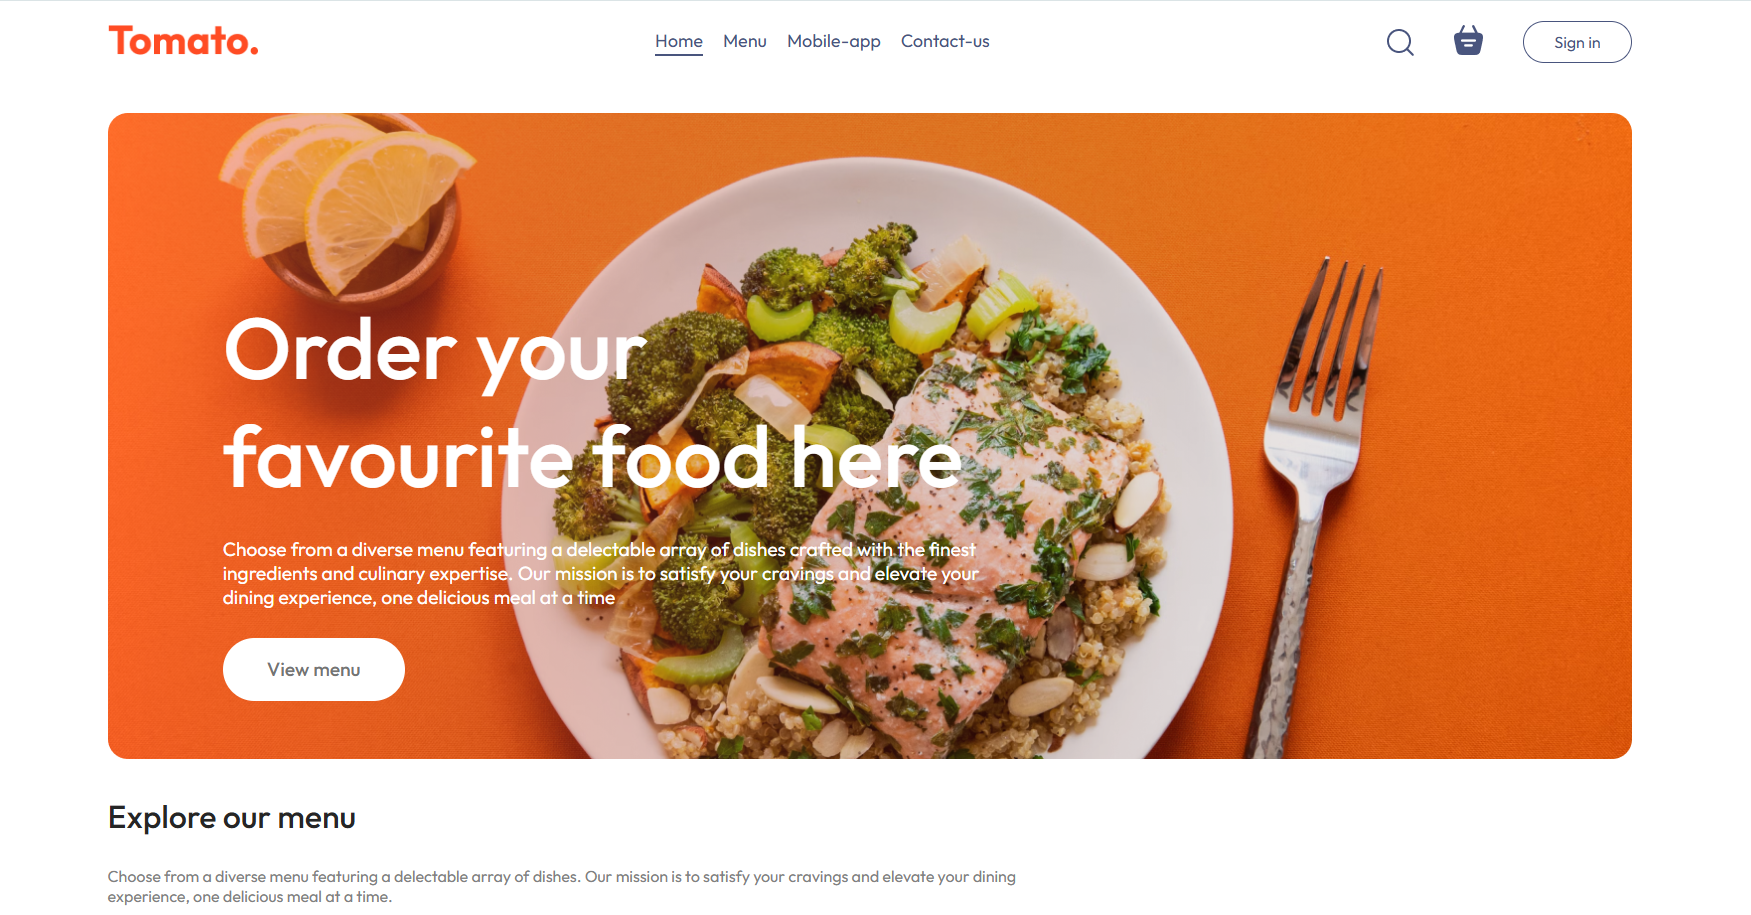 Tomato.
Home Menu Mobile-app Contact-us
Sign in
Order your
favourite food here
Choose from a diverse menu featuring a delectable array of dishes crafted with the finest
ingredients and culinary expertise. Our mission is to satisfy your cravings and elevate your
dining experience, one delicious meal at a time
View menu
Explore our menu
Choose from a diverse menu featuring a delectable array of dishes. Our mission is to satisfy your cravings and elevate your dining
experience, one delicious meal at a time.